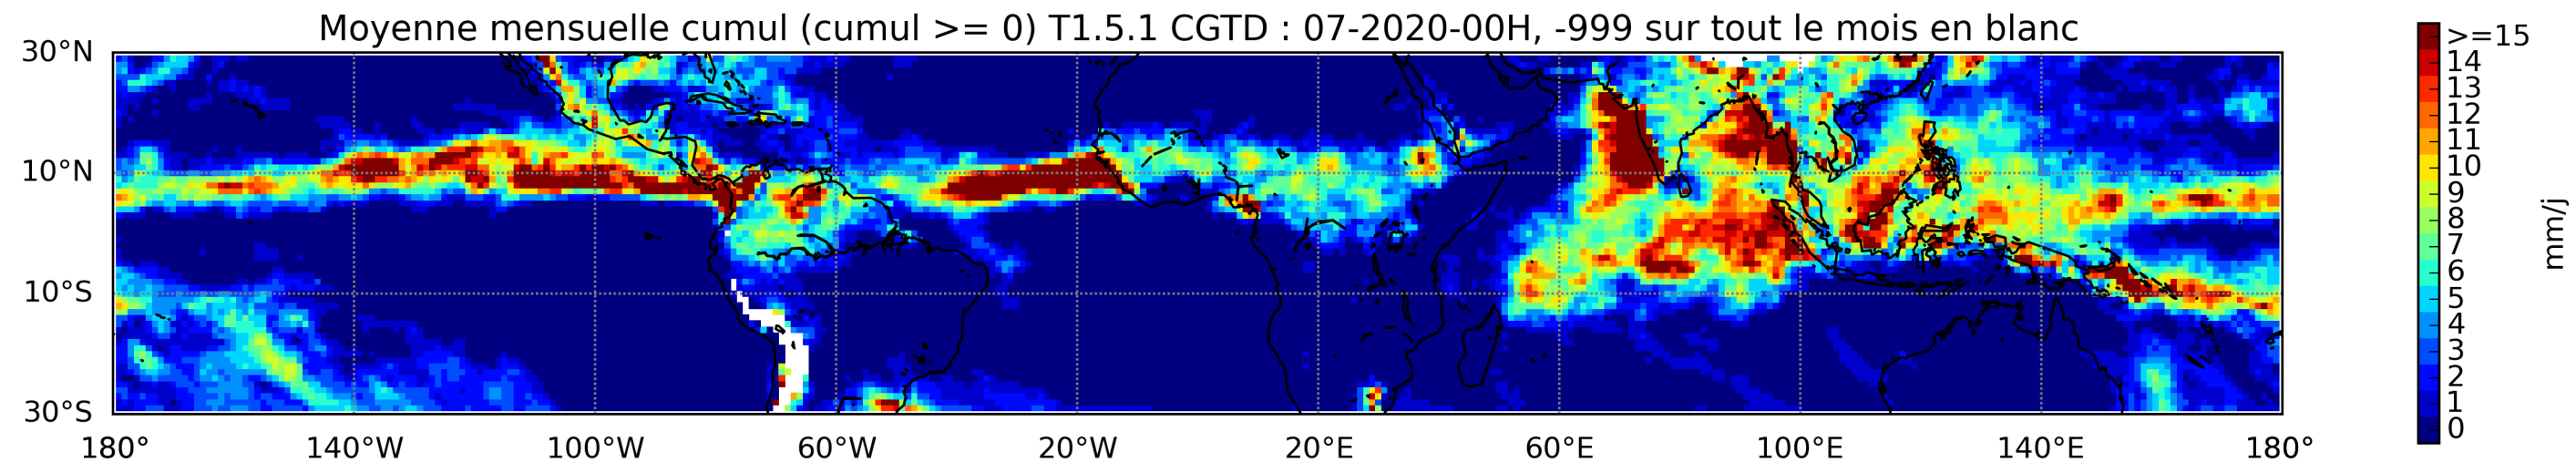 Moyenne mensuelle cumul (cumul >= 0) T1.5.1 CGTD : 07-2020-00H, -999 sur tout le mois en blanc
30°N
10°N
10°S
30°S
180° 140°W 100°W 60°W 20°W 20°E 60°E 100°E 140°E 180°
>=15
14
13
12
11
10
9
8
7
6
5
4
3
2
1
0
mm/j